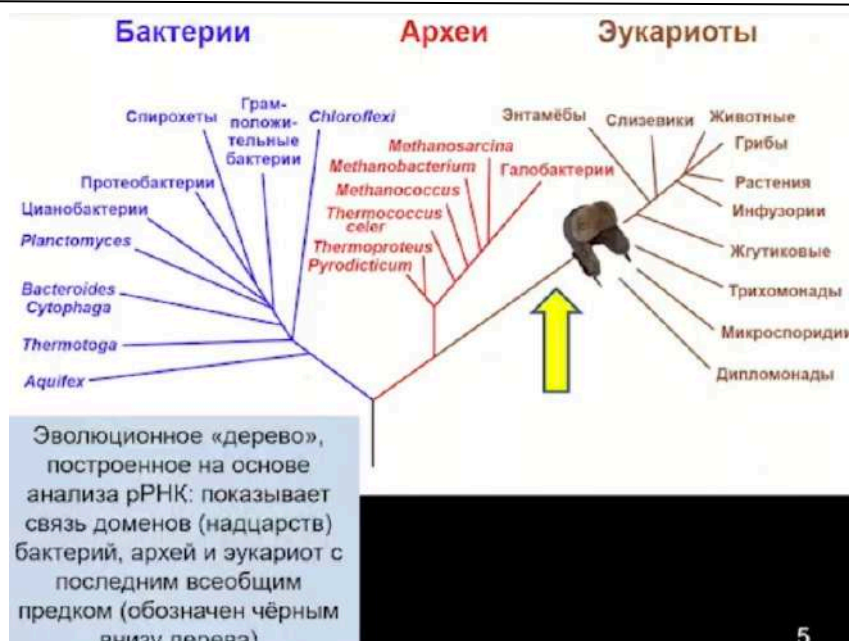 Бактерии
Археи
Эукариоты
Спирохеты
Грам-
положи-
тельные
бактерии
Chloroflexi
Протеобактерии
Цианобактерии
Planctomyces
Bacteroides
Cytophaga
Thermotoga
Aquifex
Methanosarcina
Methanobacterium
Галобактерии
Methanococcus
Thermococcus
celer
Thermoproteus
Pyrodicticum
Энтамёбы
Слизевики
Животные
Грибы
Растения
Инфузории
Жгутиковые
Трихомонады
Микроспоридии
Дипломонады
Эволюционное «дерево»,
построенное на основе
анализа рРНК: показывает
связь доменов (надцарств)
бактерий, архей и эукариот с
последним всеобщим
предком (обозначен чёрным
внизу дерева)
5